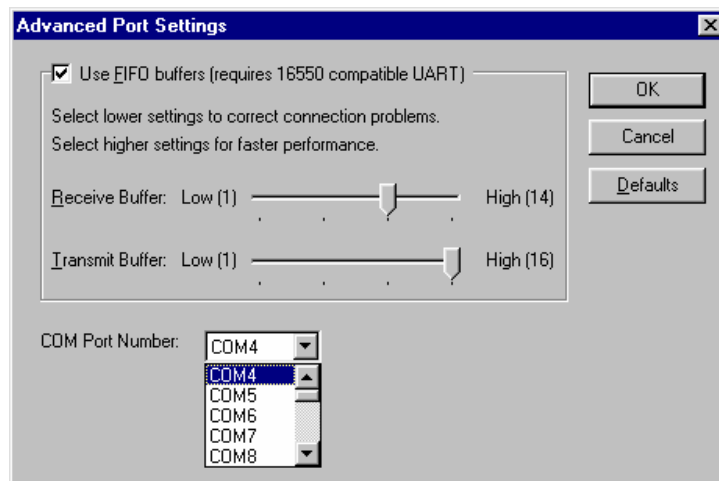 Advanced Port Settings
Use FIFO buffers (requires 16550 compatible UART)
Select lower settings to correct connection problems.
Select higher settings for faster performance.
Receive Buffer: Low (1) High (14)
Transmit Buffer: Low (1) High (16)
OK
Cancel
Defaults
COM Port Number: COM4
COM4
COM5
COM6
COM7
COM8